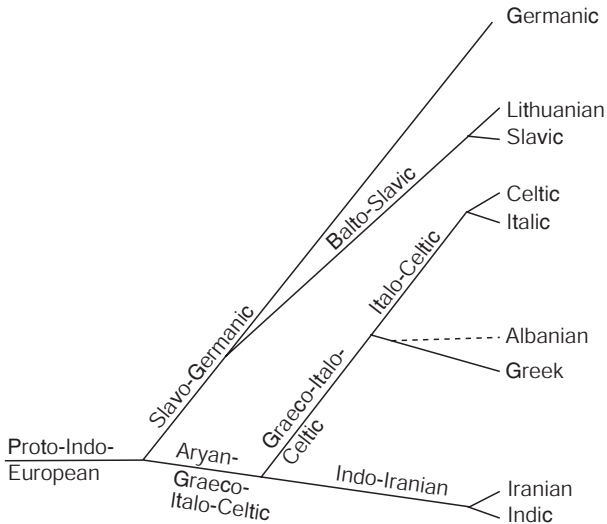 Germanic
Lithuanian
Slavic
Balto-Slavic
Celtic
Italic
Italo-Celtic
Albanian
Greek
Slavo-Germanic
Graeco-Italo-
Celtic
Proto-Indo-
European
Aryan-
Graeco-
Italo-Celtic
Indo-Iranian
Iranian
Indic